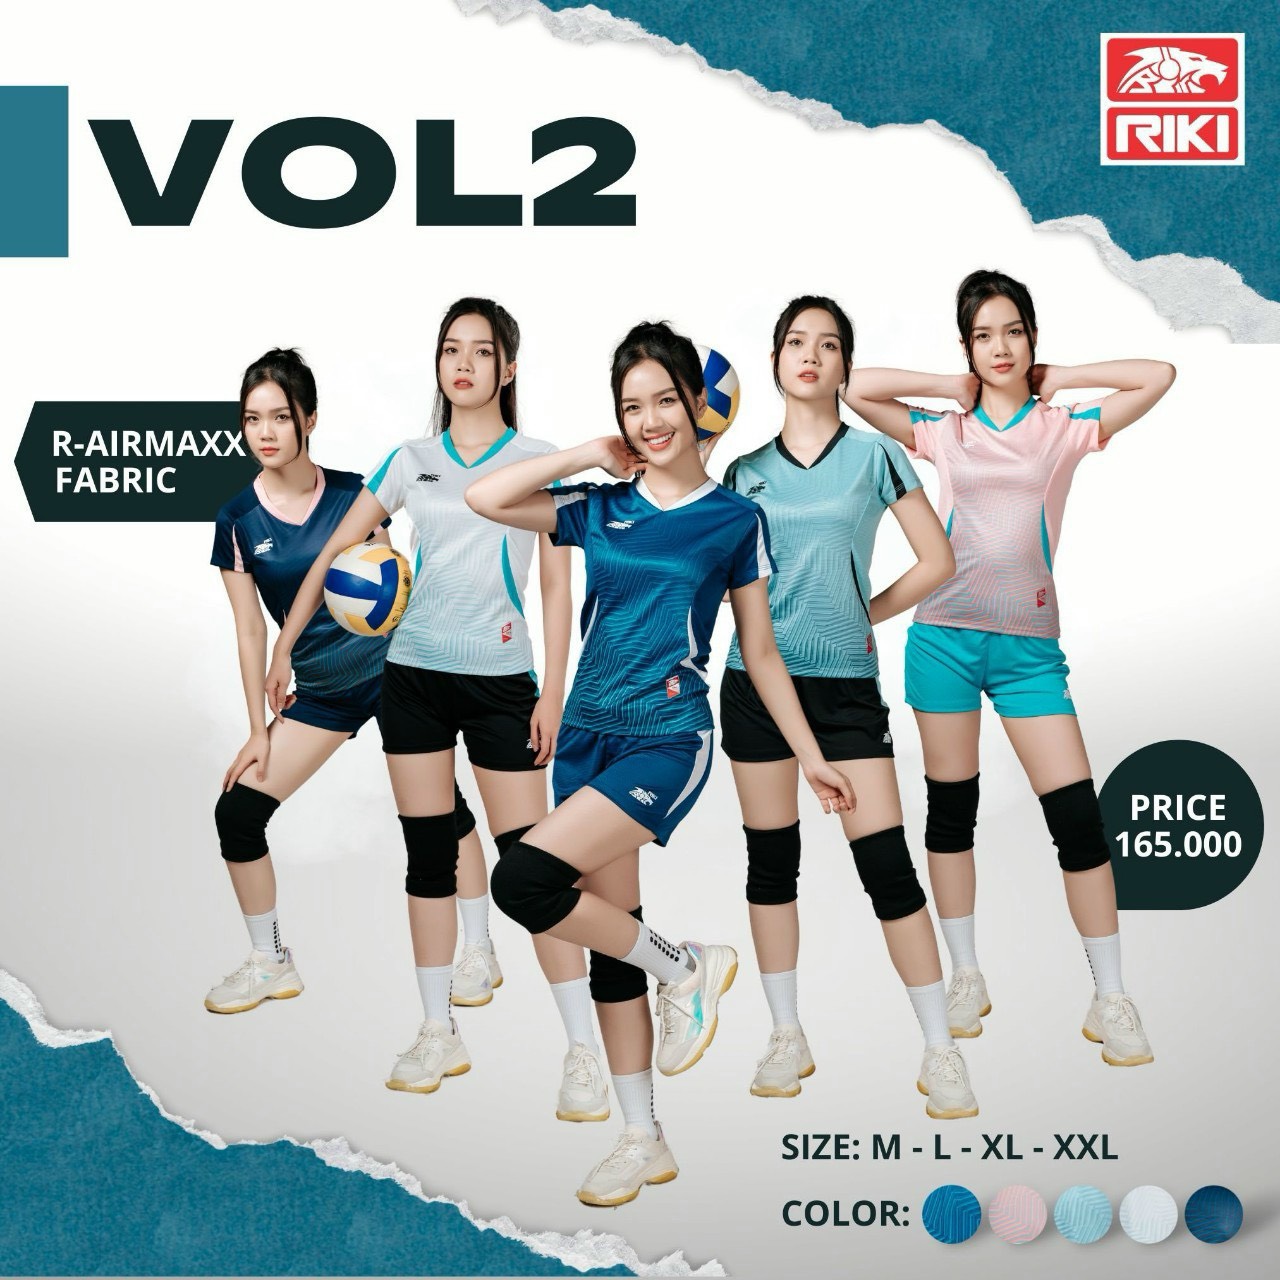 VOL2
RIKI
R-AIRMAXX
FABRIC
PRICE
165.000
SIZE: M - L - XL - XXL
COLOR: